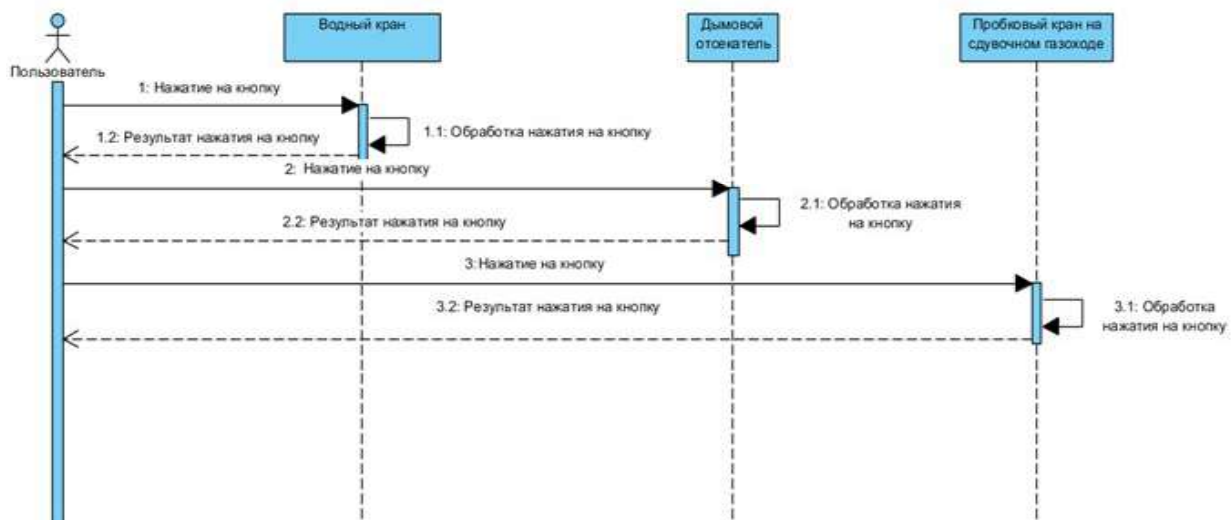 Водный кран
Дымовой
отсекатель
Пробковый кран на
сдувочном газоходе
Пользователь
1: Нажатие на кнопку
1.1: Обработка нажатия на кнопку
1.2: Результат нажатия на кнопку
2: Нажатие на кнопку
2.1: Обработка нажатия
на кнопку
2.2: Результат нажатия на кнопку
3:Нажатие на кнопку
3.2: Результат нажатия на кнопку
3.1: Обработка
нажатия на кнопку